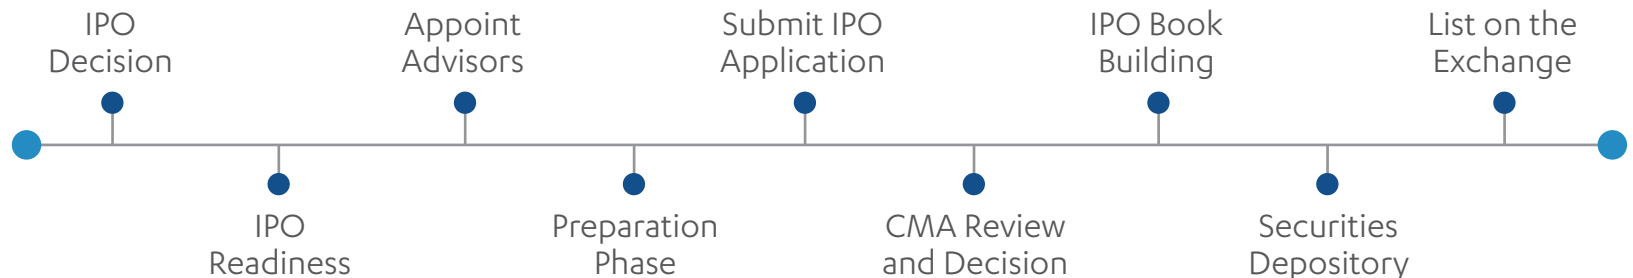 IPO
Decision
Appoint
Advisors
Submit IPO
Application
IPO Book
Building
List on the
Exchange
IPO
Readiness
Preparation
Phase
CMA Review
and Decision
Securities
Depository